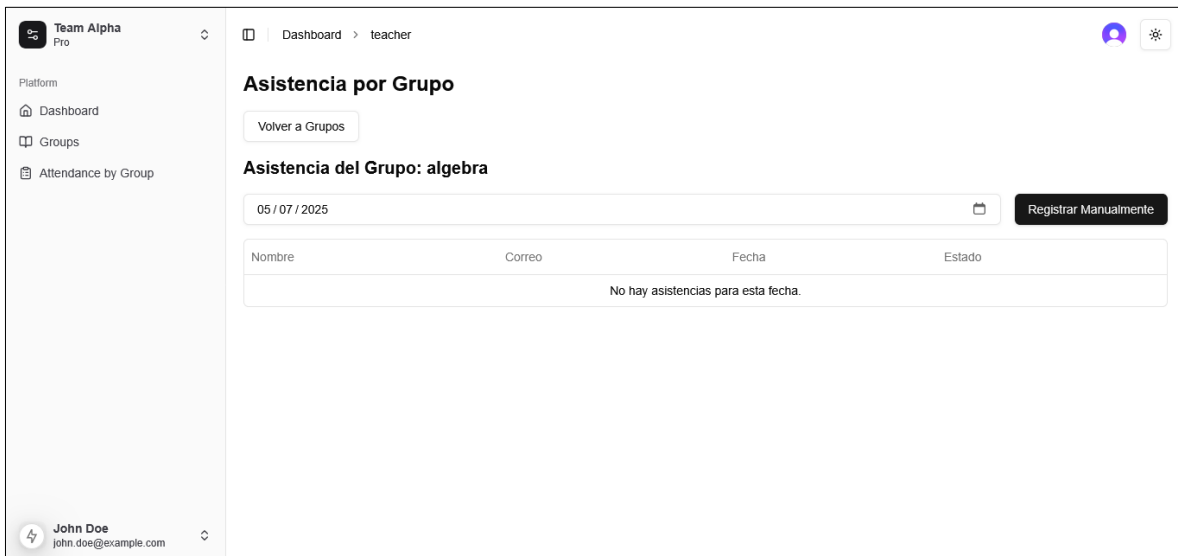 Team Alpha
Pro
Platform
Dashboard
Groups
Attendance by Group
John Doe
john.doe@example.com
Dashboard > teacher
Asistencia por Grupo
Volver a Grupos
Asistencia del Grupo: algebra
05/07/2025
Registrar Manualmente
Nombre Correo Fecha Estado
No hay asistencias para esta fecha.